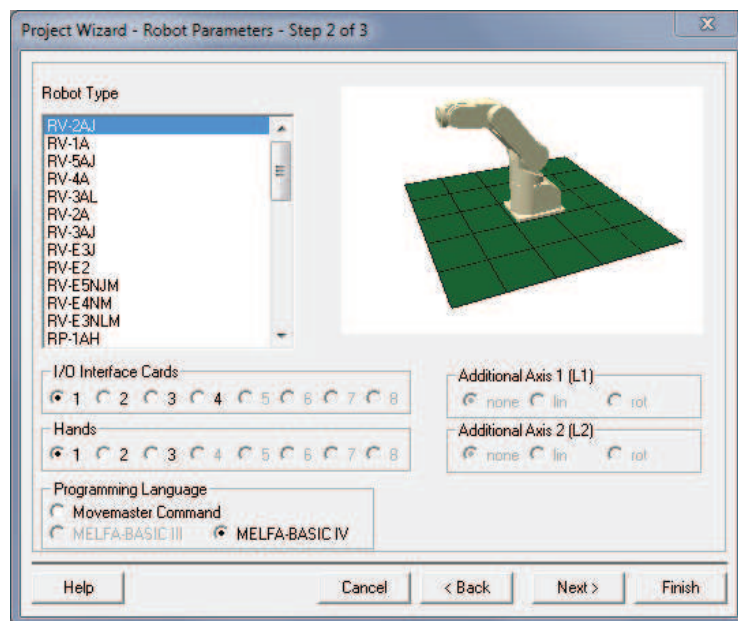 Project Wizard - Robot Parameters - Step 2 of 3
Robot Type
RV-2AJ
RV-1A
RV-5AJ
RV-4A
RV-3AL
RV-2A
RV-3AJ
RV-E3J
RV-E2
RV-E5NJM
RV-E4NM
RV-E3NLM
RP-1AH
I/O Interface Cards
1 2 3 4 5 6 7 8
Additional Axis 1 (L1)
none lin rot
Hands
1 2 3 4 5 6 7 8
Additional Axis 2 (L2)
none lin rot
Programming Language
Movemaster Command
MELFA-BASIC III MELFA-BASIC IV
Help Cancel < Back Next > Finish